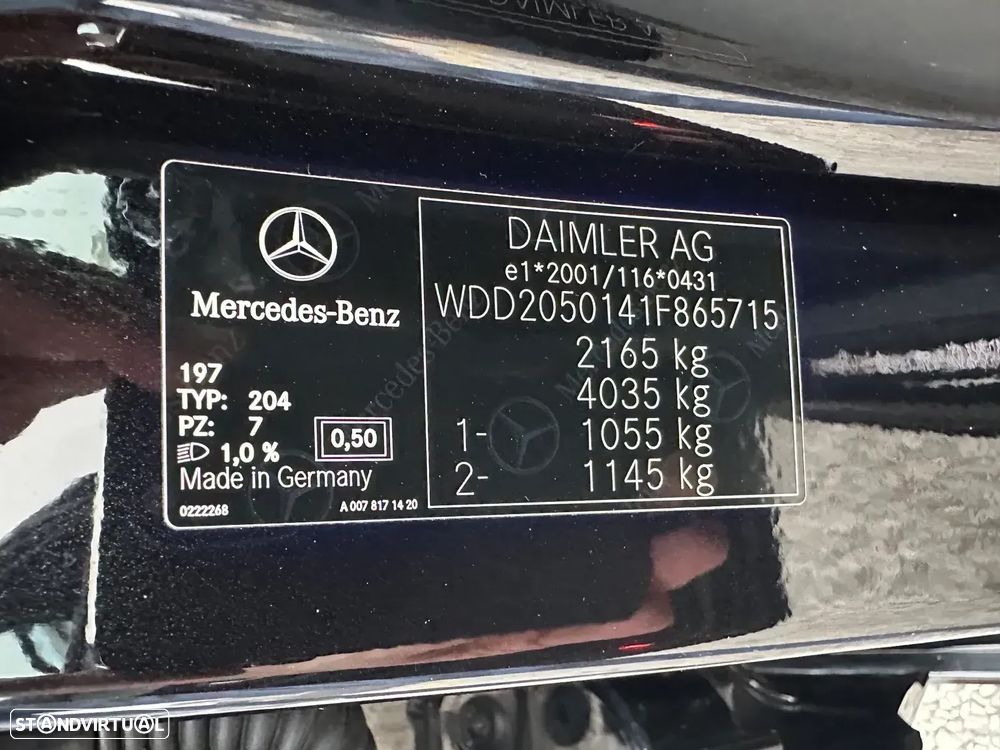 Mercedes-Benz
197
TYP: 204
PZ: 7
1,0 %
0,50
Made in Germany
0222268
A 007 817 14 20
DAIMLER AG
e1*2001/116*0431
WDD2050141F865715
2165 kg
4035 kg
1- 1055 kg
2- 1145 kg
STANDVIRTUAL